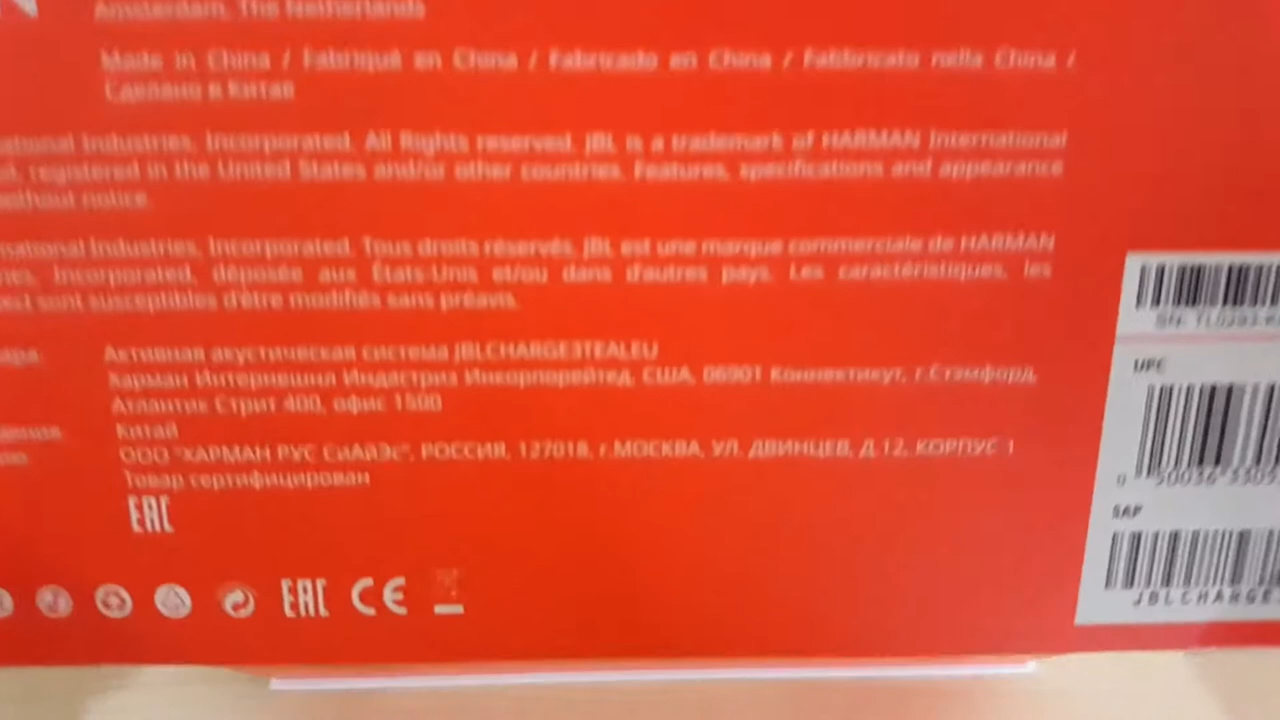 Amsterdam, The Netherlands
Made in China / Fabriqué en China / Fabricado en China / Fabbricato nella China /
Сделано в Китае
Industries, Incorporated. All Rights reserved. JBL is a trademark of HARMAN International
registered in the United States and/or other countries. Features, specifications and appearance
without notice.
Industries, Incorporated. Tous droits réservés. JBL est une marque commerciale de HARMAN
Incorporated, déposée aux États-Unis et/ou dans d'autres pays. Les caractéristiques, les
sont susceptibles d'être modifiés sans préavis.
Активная акустическая система JBLCHARGE3TEALEU
Харман Интернешнл Индастриз Инкорпорейтед, США, 06901 Коннектикут, г.Стэмфорд,
Атлантик Стрит 400, офис 1500
Китай
ООО "ХАРМАН РУС СиАйЭс", РОССИЯ, 127018, г.МОСКВА, УЛ. ДВИНЦЕВ, Д.12, КОРПУС 1
Товар сертифицирован
EAC
EAC CE
SN:
UPC
0 50036
SAP